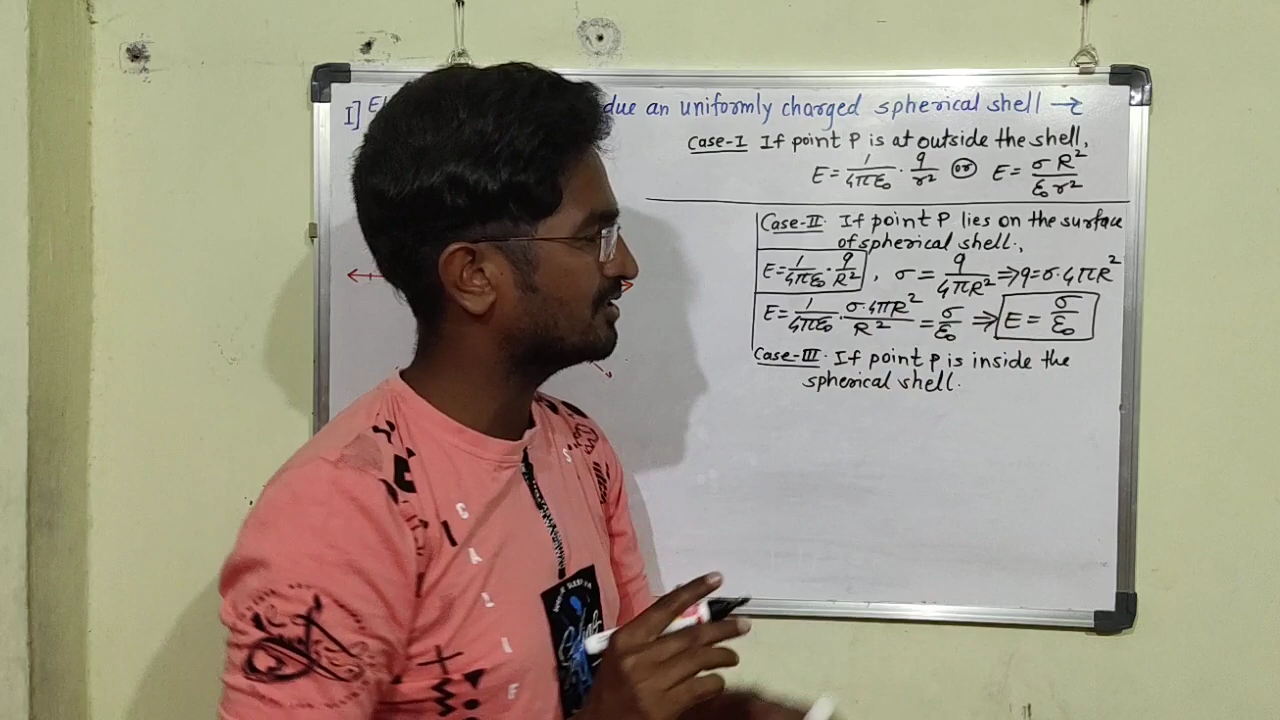 I] El due an uniformly charged spherical shell →
Case-I If point P is at outside the shell,
E = 1/4πε₀ · q/r² or E = σR²/ε₀r²
Case-II. If point P lies on the surface
of spherical shell.,
E = 1/4πε₀ · q/R² , σ = q/4πR² ⇒ q = σ·4πR²
E = 1/4πε₀ · σ·4πR²/R² = σ/ε₀ ⇒ E = σ/ε₀
Case-III. If point P is inside the
spherical shell.
C
A
L
I
F
S